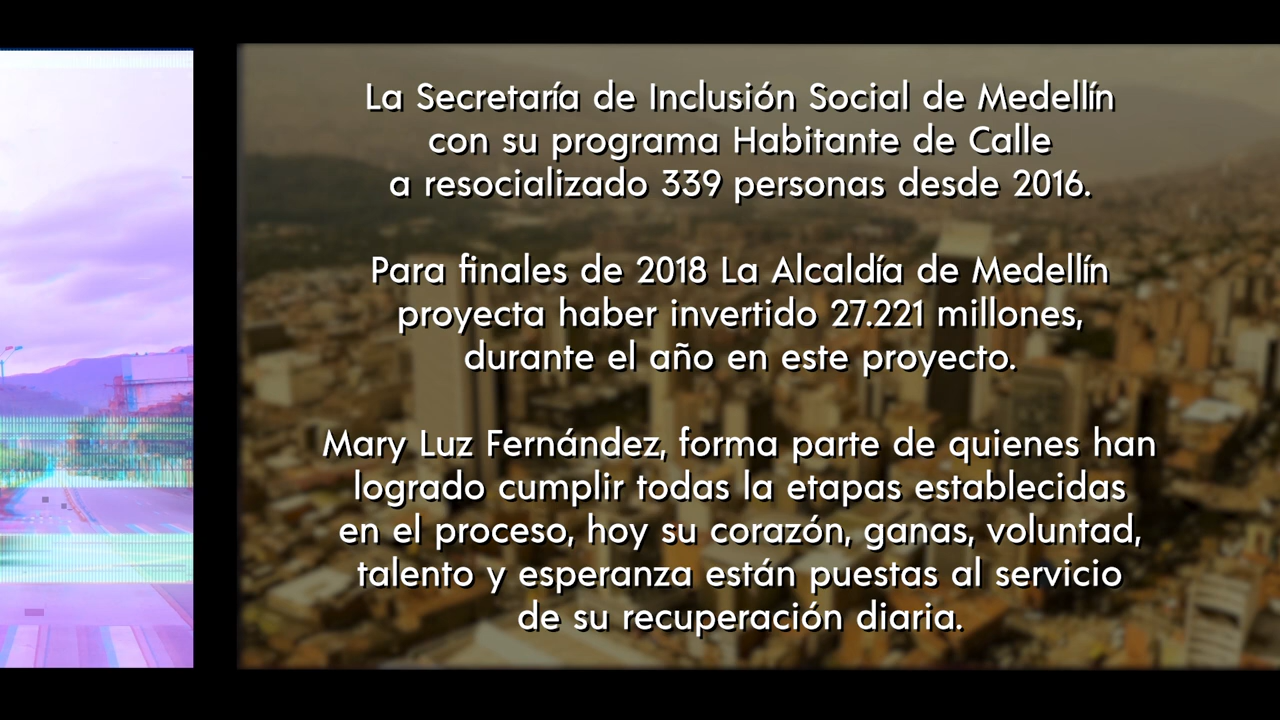 La Secretaría de Inclusión Social de Medellín
con su programa Habitante de Calle
a resocializado 339 personas desde 2016.
Para finales de 2018 La Alcaldía de Medellín
proyecta haber invertido 27.221 millones,
durante el año en este proyecto.
Mary Luz Fernández, forma parte de quienes han
logrado cumplir todas la etapas establecidas
en el proceso, hoy su corazón, ganas, voluntad,
talento y esperanza están puestas al servicio
de su recuperación diaria.